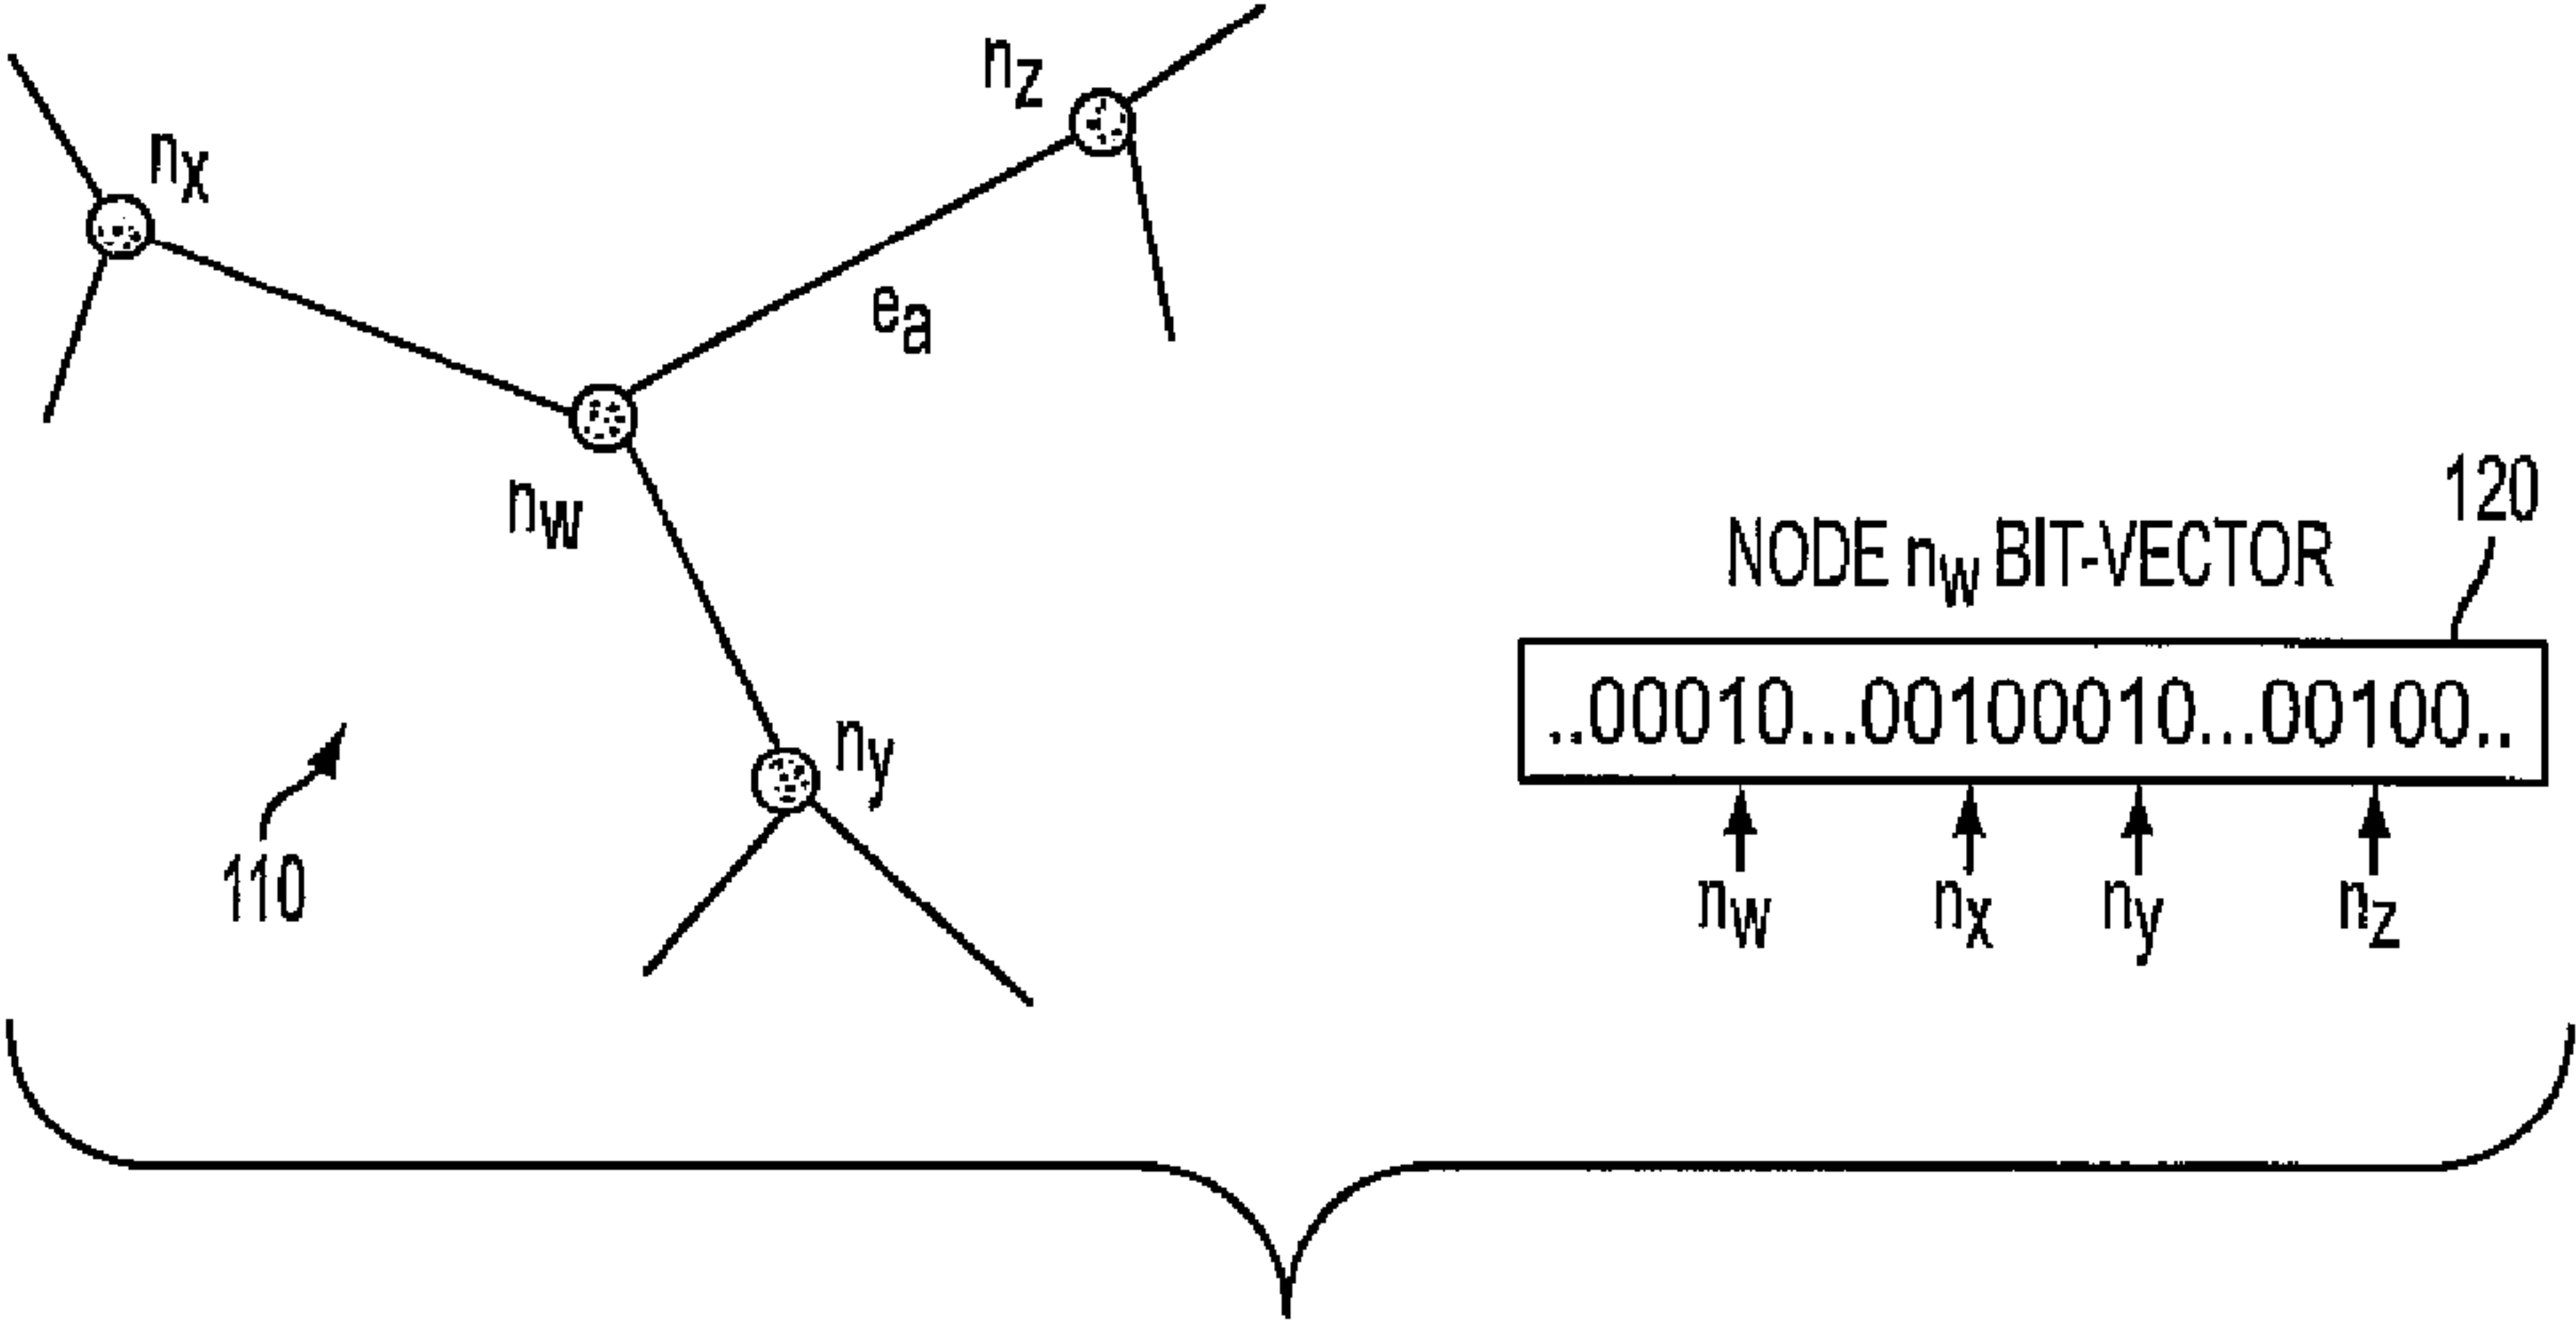 nz
nx
ea
nw
120
NODE nw BIT-VECTOR
..00010...00100010...00100..
ny
110
nw nx ny nz